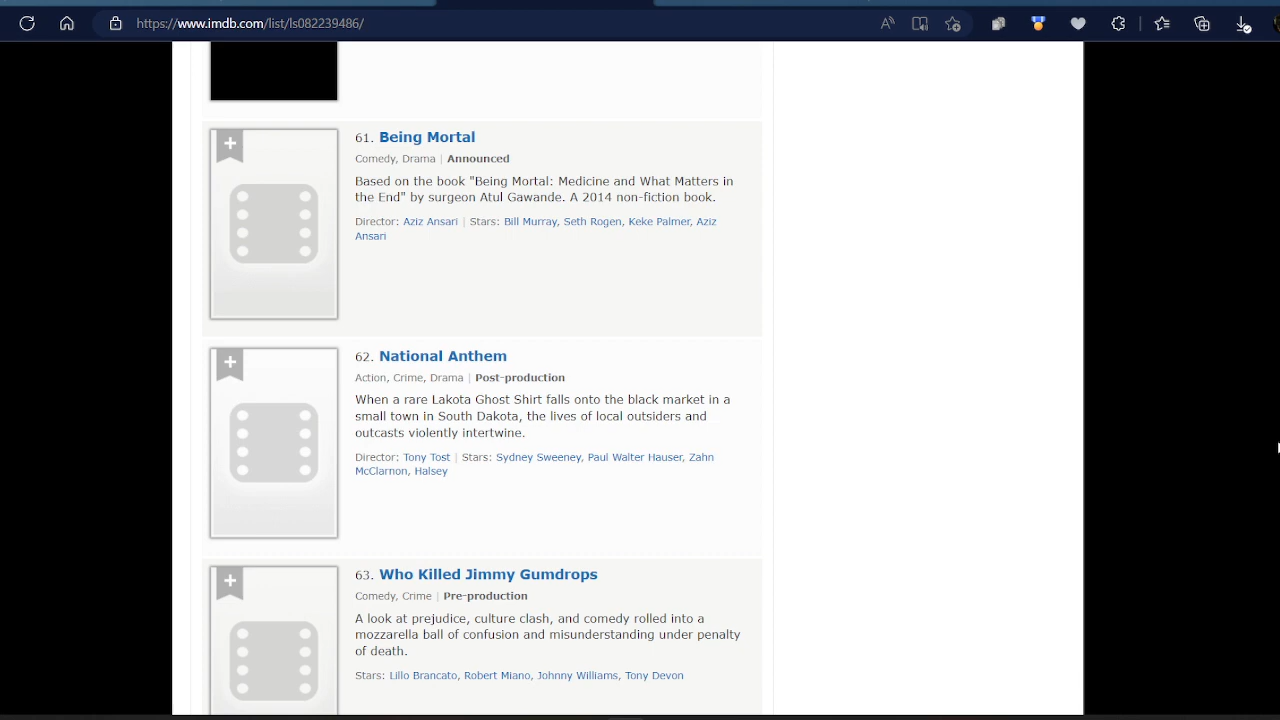 https://www.imdb.com/list/ls082239486/
61. Being Mortal
Comedy, Drama | Announced
Based on the book "Being Mortal: Medicine and What Matters in
the End" by surgeon Atul Gawande. A 2014 non-fiction book.
Director: Aziz Ansari | Stars: Bill Murray, Seth Rogen, Keke Palmer, Aziz
Ansari
62. National Anthem
Action, Crime, Drama | Post-production
When a rare Lakota Ghost Shirt falls onto the black market in a
small town in South Dakota, the lives of local outsiders and
outcasts violently intertwine.
Director: Tony Tost | Stars: Sydney Sweeney, Paul Walter Hauser, Zahn
McClarnon, Halsey
63. Who Killed Jimmy Gumdrops
Comedy, Crime | Pre-production
A look at prejudice, culture clash, and comedy rolled into a
mozzarella ball of confusion and misunderstanding under penalty
of death.
Stars: Lillo Brancato, Robert Miano, Johnny Williams, Tony Devon